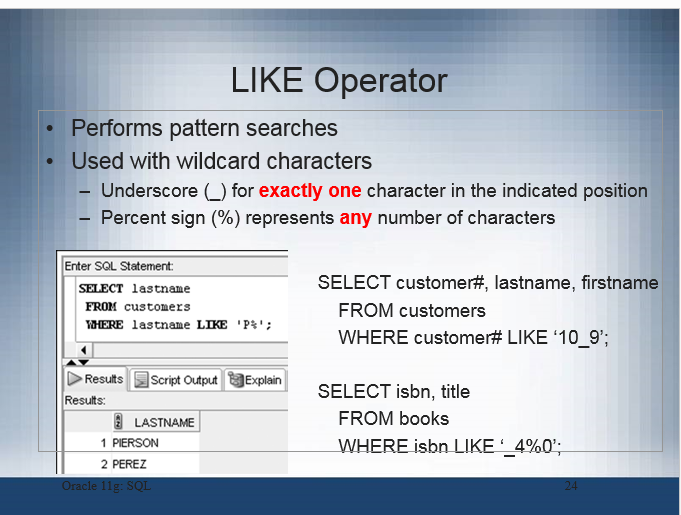 LIKE Operator
• Performs pattern searches
• Used with wildcard characters
– Underscore (_) for exactly one character in the indicated position
– Percent sign (%) represents any number of characters
Enter SQL Statement:
SELECT lastname
FROM customers
WHERE lastname LIKE 'P%';
Results Script Output Explain
Results:
LASTNAME
1 PIERSON
2 PEREZ
SELECT customer#, lastname, firstname
FROM customers
WHERE customer# LIKE ‘10_9’;
SELECT isbn, title
FROM books
WHERE isbn LIKE ‘_4%0’;
Oracle 11g: SQL
24